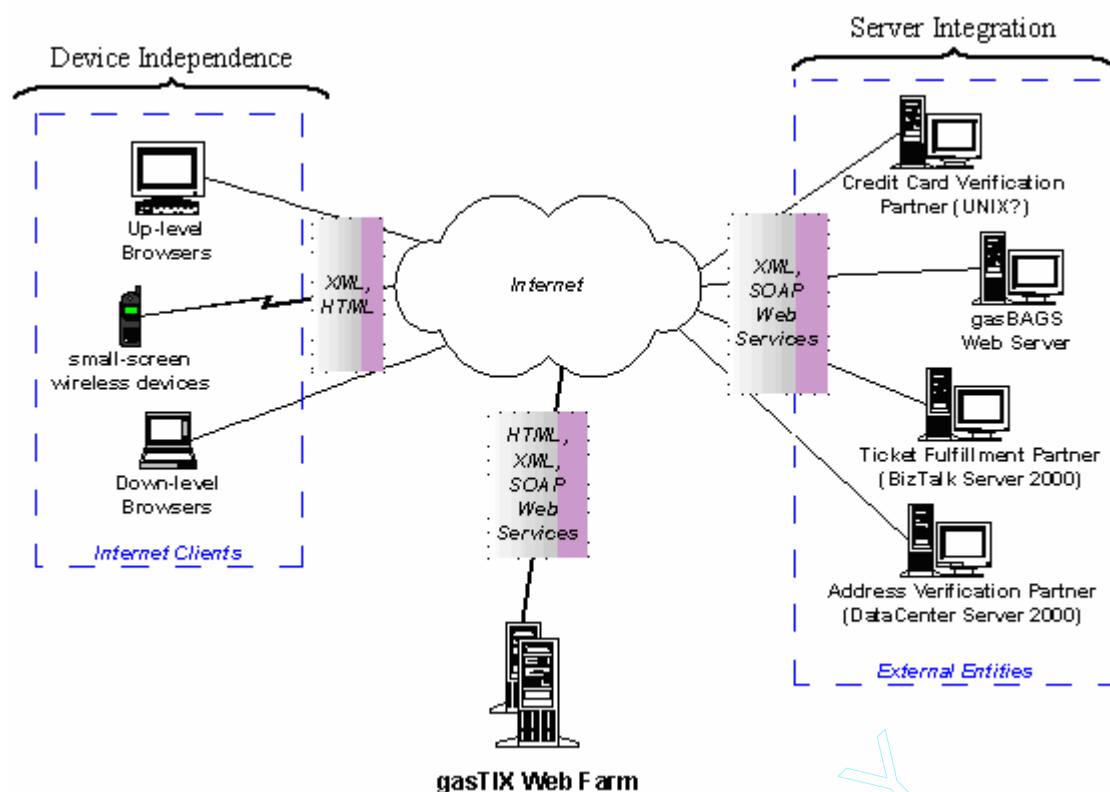 Device Independence
Server Integration
Up-level
Browsers
small-screen
wireless devices
Down-level
Browsers
Internet Clients
XML,
HTML
Internet
HTML,
XML,
SOAP
Web
Services
gasTIX Web Farm
XML,
SOAP
Web
Services
Credit Card Verification
Partner (UNIX?)
gasBAGS
Web Server
Ticket Fulfillment Partner
(BizTalk Server 2000)
Address Verification Partner
(DataCenter Server 2000)
External Entities
Y